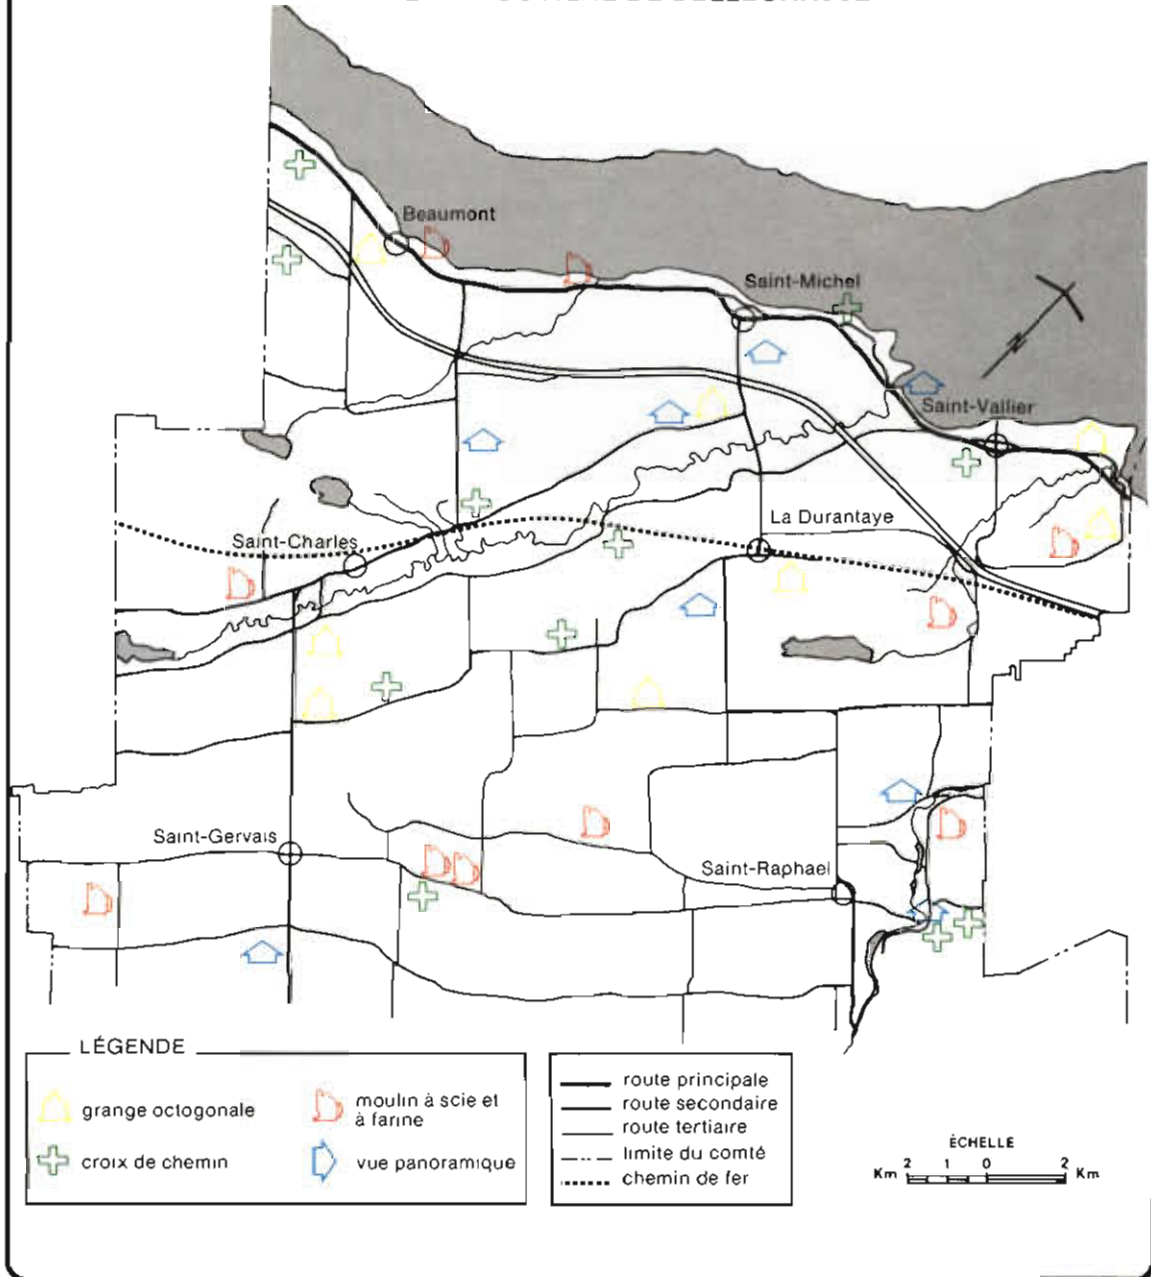 Beaumont
Saint-Michel
N
Saint-Vallier
La Durantaye
Saint-Charles
Saint-Gervais
Saint-Raphael
LÉGENDE
grange octogonale
moulin à scie et
à farine
croix de chemin
vue panoramique
route principale
route secondaire
route tertiaire
limite du comté
chemin de fer
ÉCHELLE
Km 2 1 0 2 Km